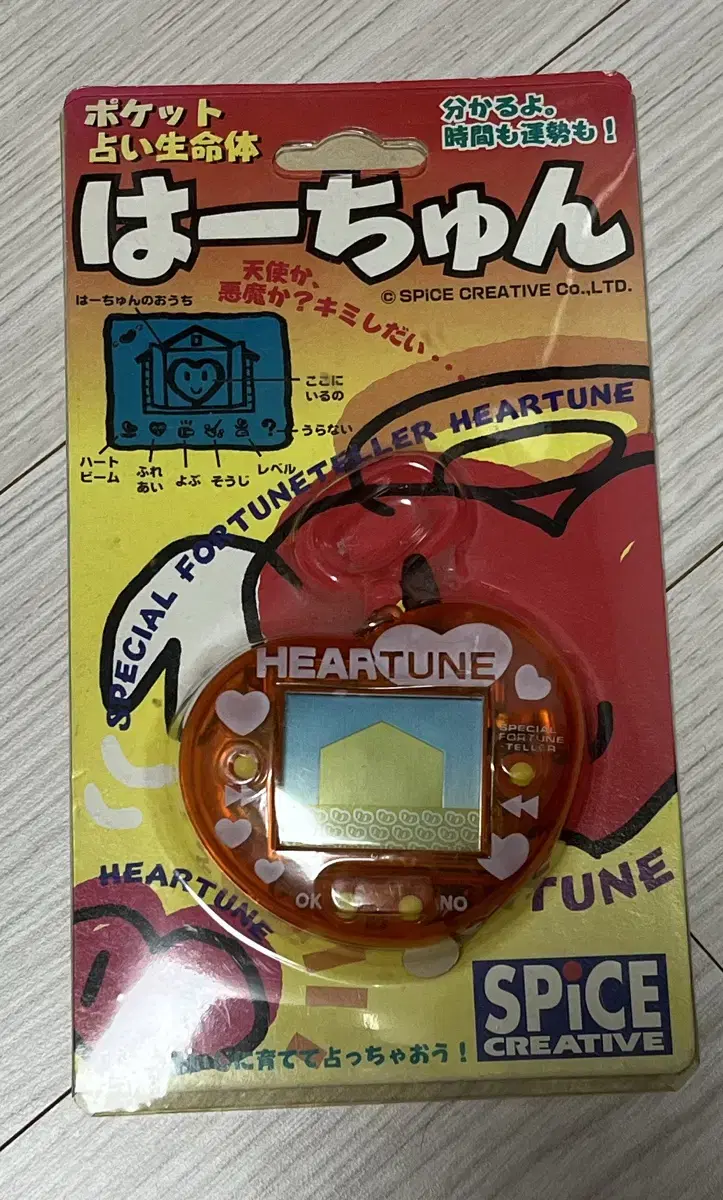 ポケット
占い生命体
分かるよ。
時間も運勢も！
はーちゅん
天使か、
悪魔か？キミしだい・・・
© SPiCE CREATIVE Co.,LTD.
はーちゅんのおうち
ここに
いるの
うらない
ハート
ビーム
ふれ
あい
よぶ
そうじ
レベル
?
SPECIAL FORTUNETELLER HEARTUNE
HEARTUNE
SPECIAL
FORTUNE
-TELLER
OK
NO
HEARTUNE
TUNE
SPiCE
CREATIVE
に育てて占っちゃおう！